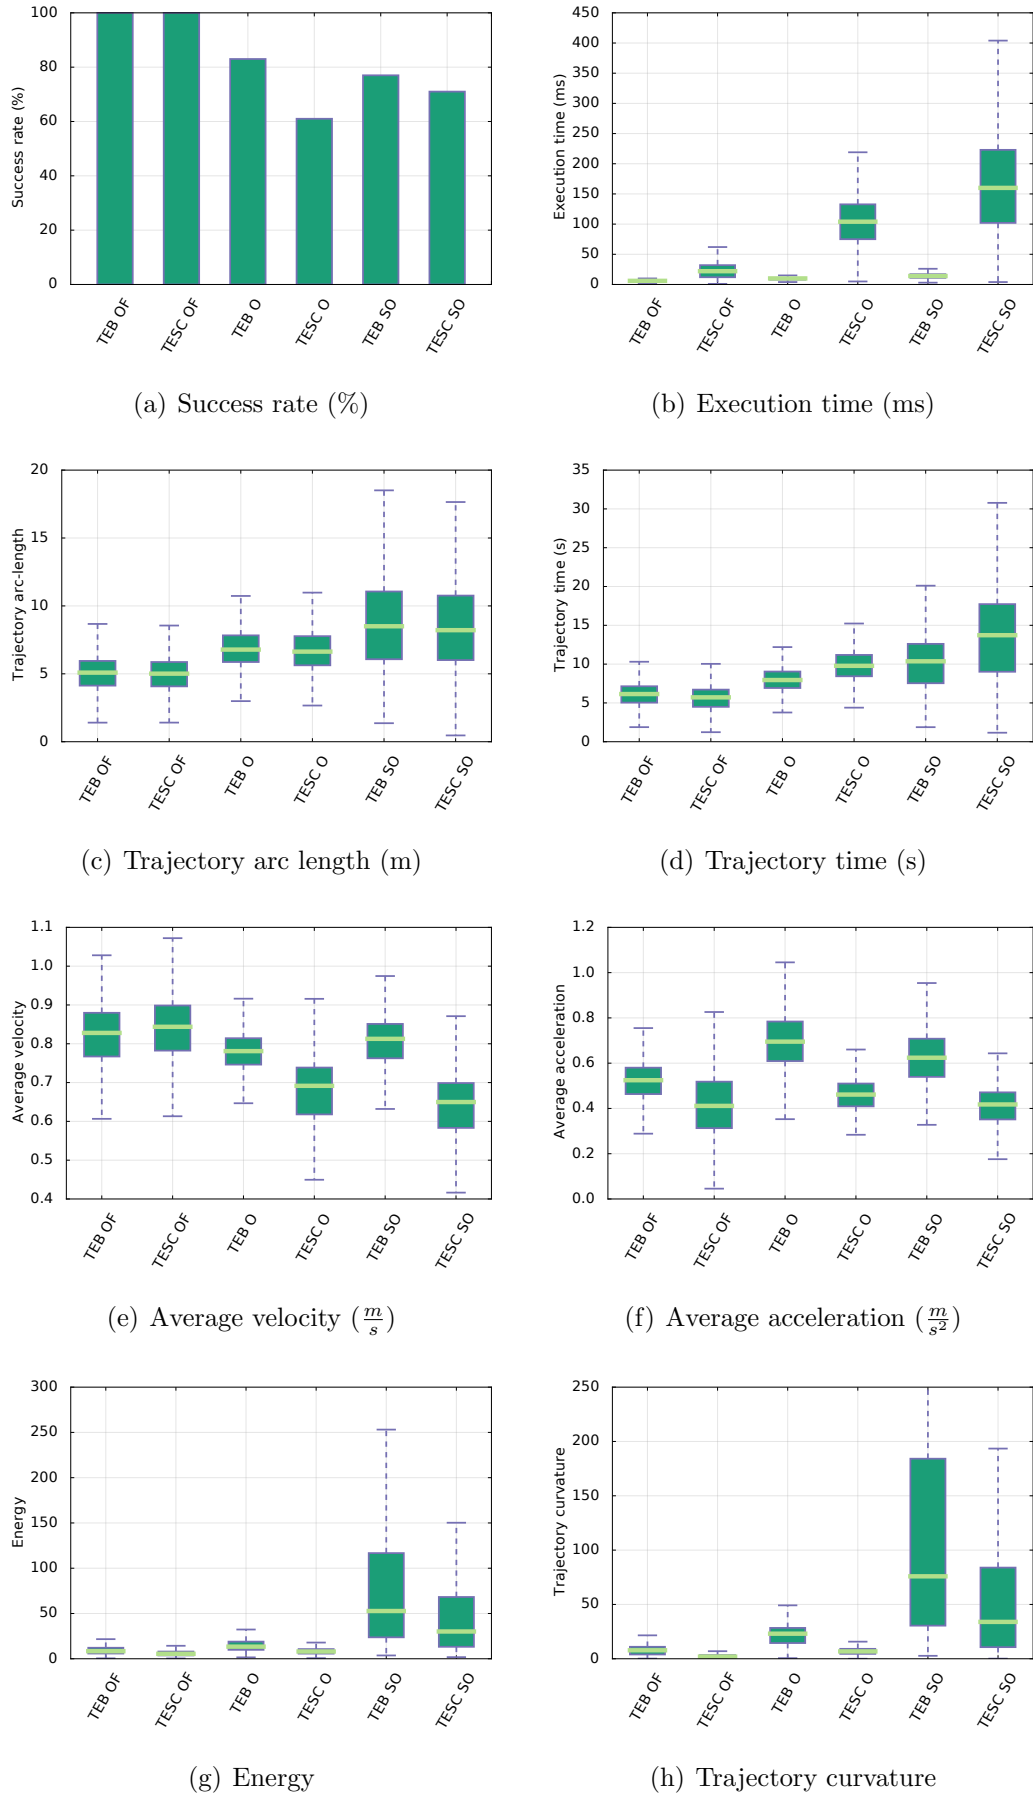 100
80
60
40
20
0
Success rate (%)
TEB OF
TESC OF
TEB O
TESC O
TEB SO
TESC SO
(a) Success rate (%)
450
400
350
300
250
200
150
100
50
0
Execution time (ms)
TEB OF
TESC OF
TEB O
TESC O
TEB SO
TESC SO
(b) Execution time (ms)
20
15
10
5
0
Trajectory arc-length
TEB OF
TESC OF
TEB O
TESC O
TEB SO
TESC SO
(c) Trajectory arc length (m)
35
30
25
20
15
10
5
0
Trajectory time (s)
TEB OF
TESC OF
TEB O
TESC O
TEB SO
TESC SO
(d) Trajectory time (s)
1.1
1.0
0.9
0.8
0.7
0.6
0.5
0.4
Average velocity
TEB OF
TESC OF
TEB O
TESC O
TEB SO
TESC SO
(e) Average velocity (m/s)
1.2
1.0
0.8
0.6
0.4
0.2
0.0
Average acceleration
TEB OF
TESC OF
TEB O
TESC O
TEB SO
TESC SO
(f) Average acceleration (m/s²)
300
250
200
150
100
50
0
Energy
TEB OF
TESC OF
TEB O
TESC O
TEB SO
TESC SO
(g) Energy
250
200
150
100
50
0
Trajectory curvature
TEB OF
TESC OF
TEB O
TESC O
TEB SO
TESC SO
(h) Trajectory curvature